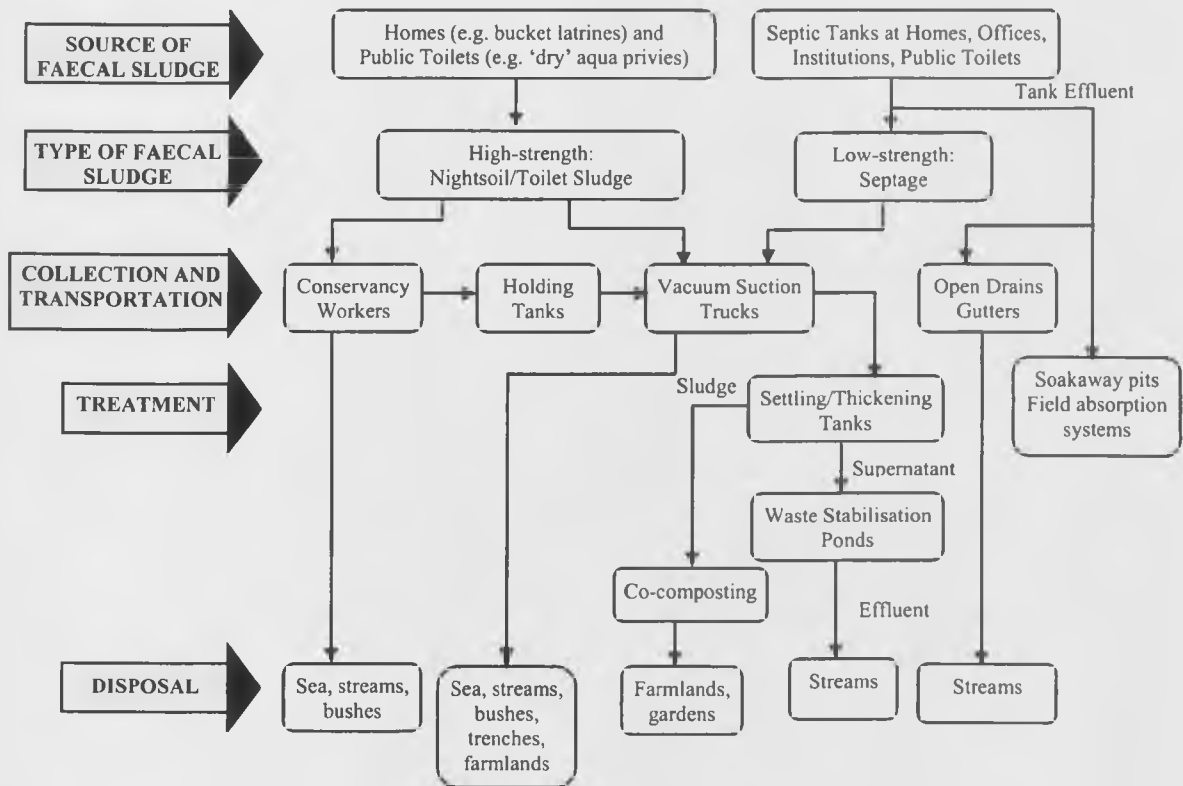 SOURCE OF
FAECAL SLUDGE
Homes (e.g. bucket latrines) and
Public Toilets (e.g. ‘dry’ aqua privies)
Septic Tanks at Homes, Offices,
Institutions, Public Toilets
Tank Effluent
TYPE OF FAECAL
SLUDGE
High-strength:
Nightsoil/Toilet Sludge
Low-strength:
Septage
COLLECTION AND
TRANSPORTATION
Conservancy
Workers
Holding
Tanks
Vacuum Suction
Trucks
Open Drains
Gutters
TREATMENT
Sludge
Settling/Thickening
Tanks
Soakaway pits
Field absorption
systems
Supernatant
Waste Stabilisation
Ponds
Co-composting
Effluent
DISPOSAL
Sea, streams,
bushes
Sea, streams,
bushes,
trenches,
farmlands
Farmlands,
gardens
Streams
Streams